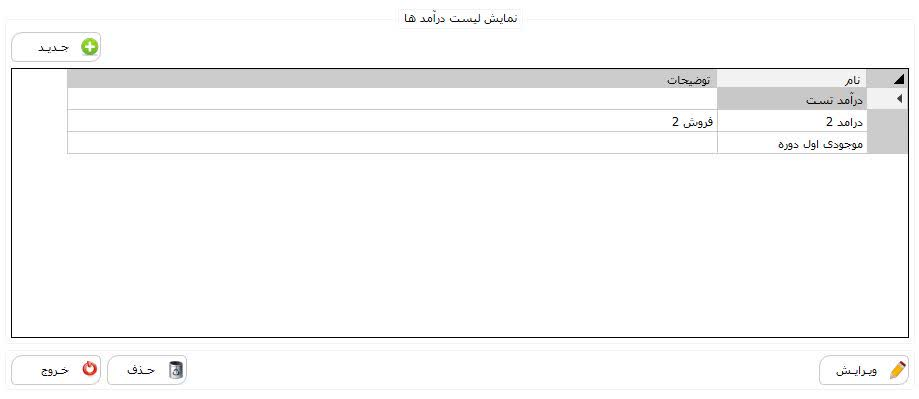 نمایش لیست درآمد ها
جدید
نام توضیحات
درآمد تست
درامد 2 فروش 2
موجودی اول دوره
ویرایش حذف خروج